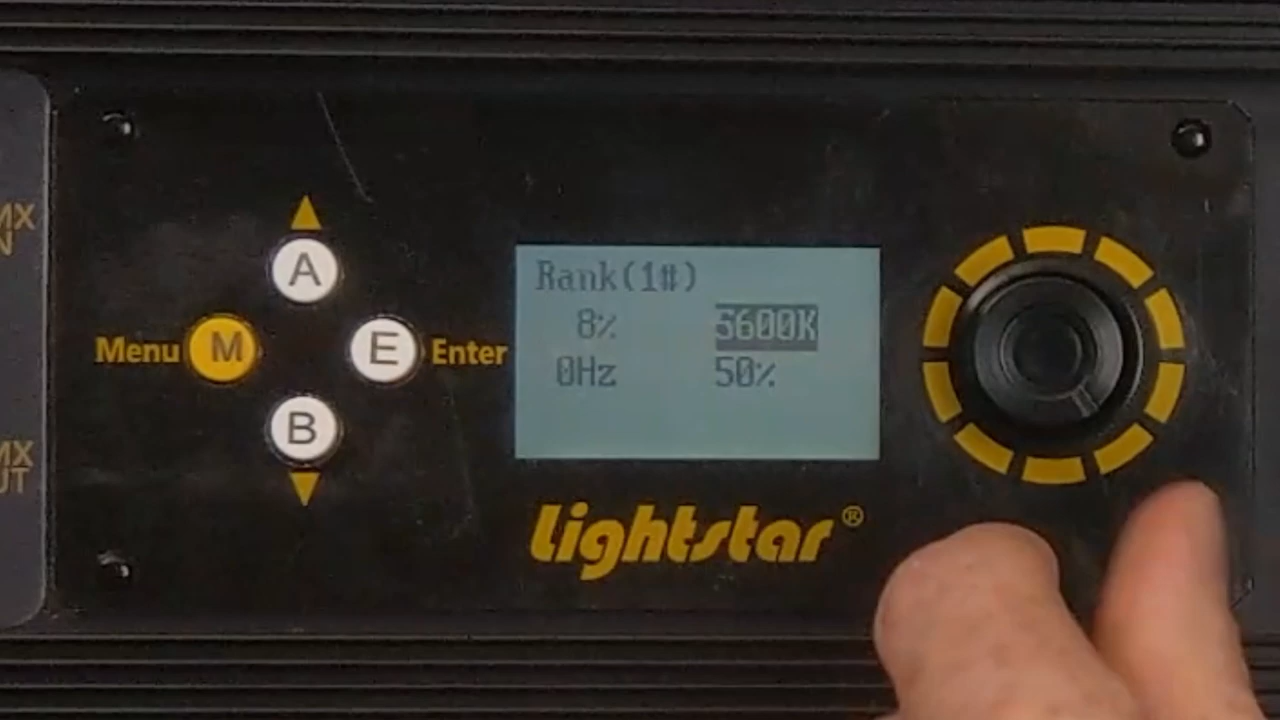 A
Menu M E Enter
B
Rank(1#)
8% 5600K
0Hz 50%
Lightstar®